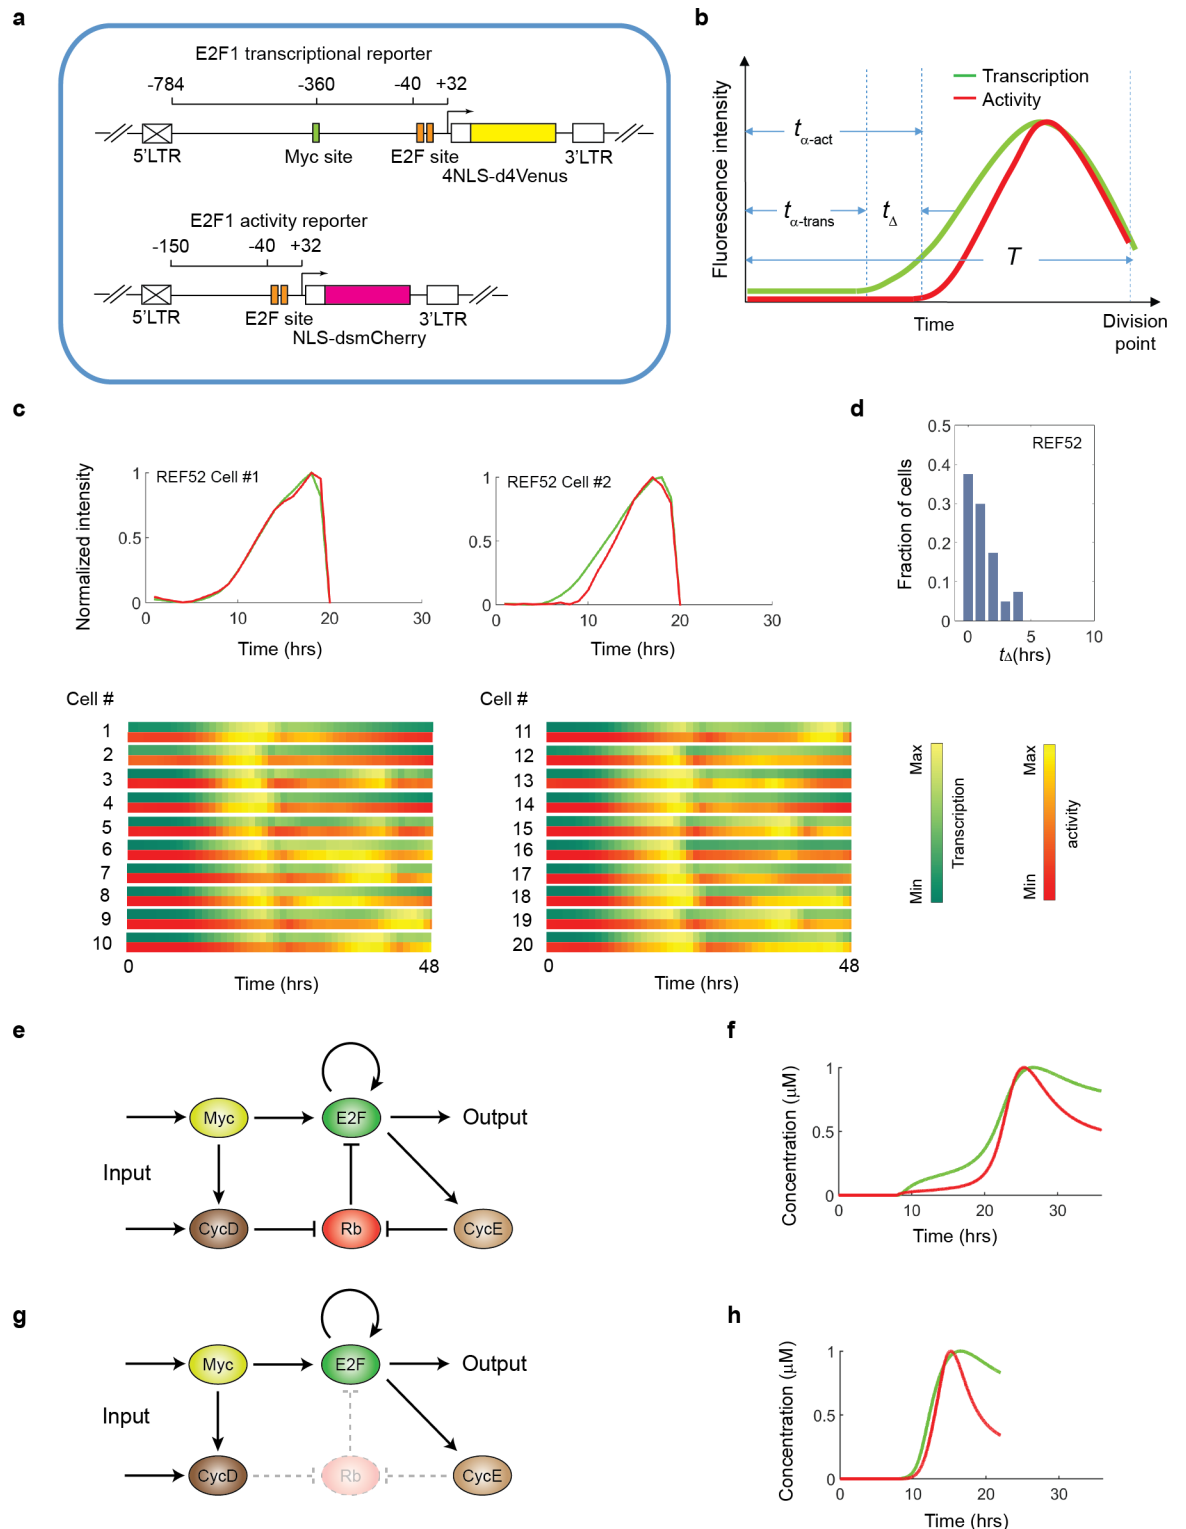 a
E2F1 transcriptional reporter
-784
-360
-40
+32
5'LTR
Myc site
E2F site
3'LTR
4NLS-d4Venus
E2F1 activity reporter
-150
-40
+32
5'LTR
E2F site
3'LTR
NLS-dsmCherry
b
Fluorescence intensity
Transcription
Activity
tα-act
tα-trans
tΔ
T
Time
Division
point
c
Normalized intensity
REF52 Cell #1
1
0.5
0
0
10
20
30
Time (hrs)
REF52 Cell #2
1
0.5
0
10
20
30
Time (hrs)
d
Fraction of cells
REF52
0.5
0.4
0.3
0.2
0.1
0
0
5
10
tΔ(hrs)
Cell #
1
2
3
4
5
6
7
8
9
10
0
48
Time (hrs)
Cell #
11
12
13
14
15
16
17
18
19
20
0
48
Time (hrs)
Max
Min
Transcription
Max
Min
activity
e
Myc
E2F
Output
Input
CycD
Rb
CycE
f
Concentration (μM)
1
0.5
0
0
10
20
30
Time (hrs)
g
Myc
E2F
Output
Input
CycD
Rb
CycE
h
Concentration (μM)
1
0.5
0
0
10
20
30
Time (hrs)